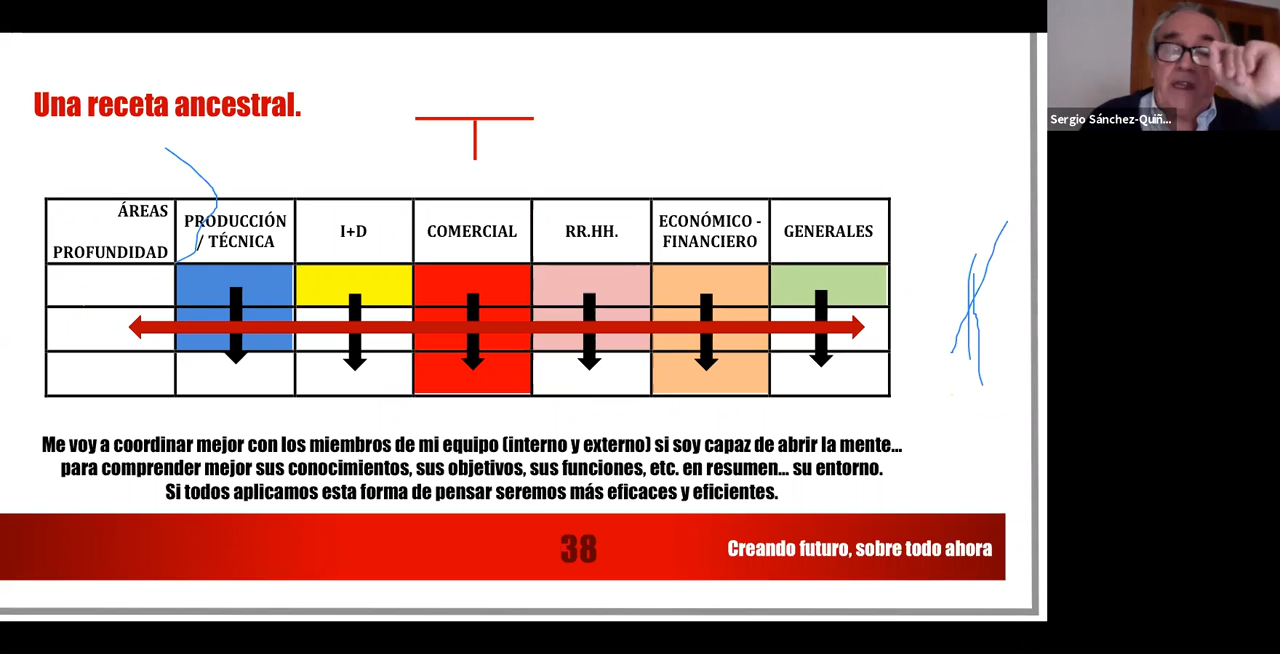 Una receta ancestral.
Sergio Sánchez-Quiñ...
ÁREAS
PROFUNDIDAD
PRODUCCIÓN
/ TÉCNICA
I+D
COMERCIAL
RR.HH.
ECONÓMICO -
FINANCIERO
GENERALES
Me voy a coordinar mejor con los miembros de mi equipo (interno y externo) si soy capaz de abrir la mente...
para comprender mejor sus conocimientos, sus objetivos, sus funciones, etc. en resumen... su entorno.
Si todos aplicamos esta forma de pensar seremos más eficaces y eficientes.
38
Creando futuro, sobre todo ahora